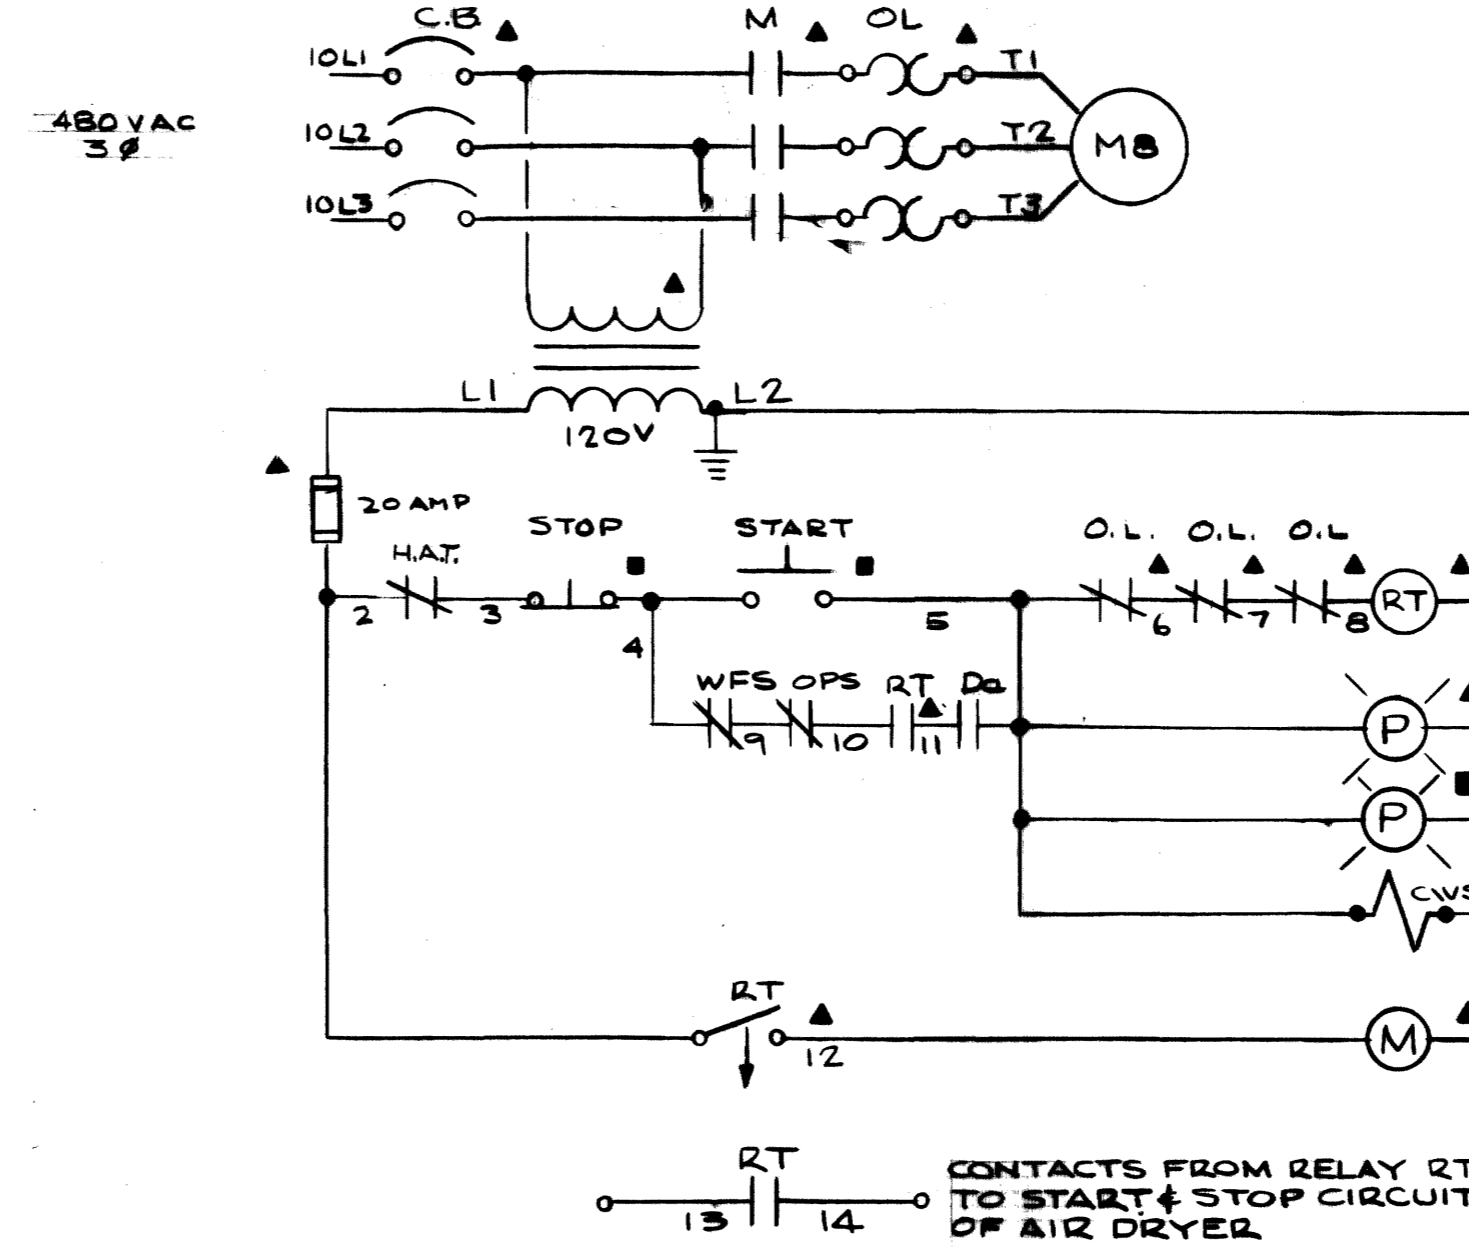 C.B. M OL
10L1 T1
480 VAC
3 Ø
10L2 T2 M8
10L3 T3
L1 L2
120V
20 AMP
STOP START O.L. O.L. O.L
H.A.T.
2 3 4 5 6 7 8 RT
WFS OPS RT Da
9 10 11 P
P
RT
12 M
RT
13 14
CONTACTS FROM RELAY RT
TO START & STOP CIRCUIT
OF AIR DRYER